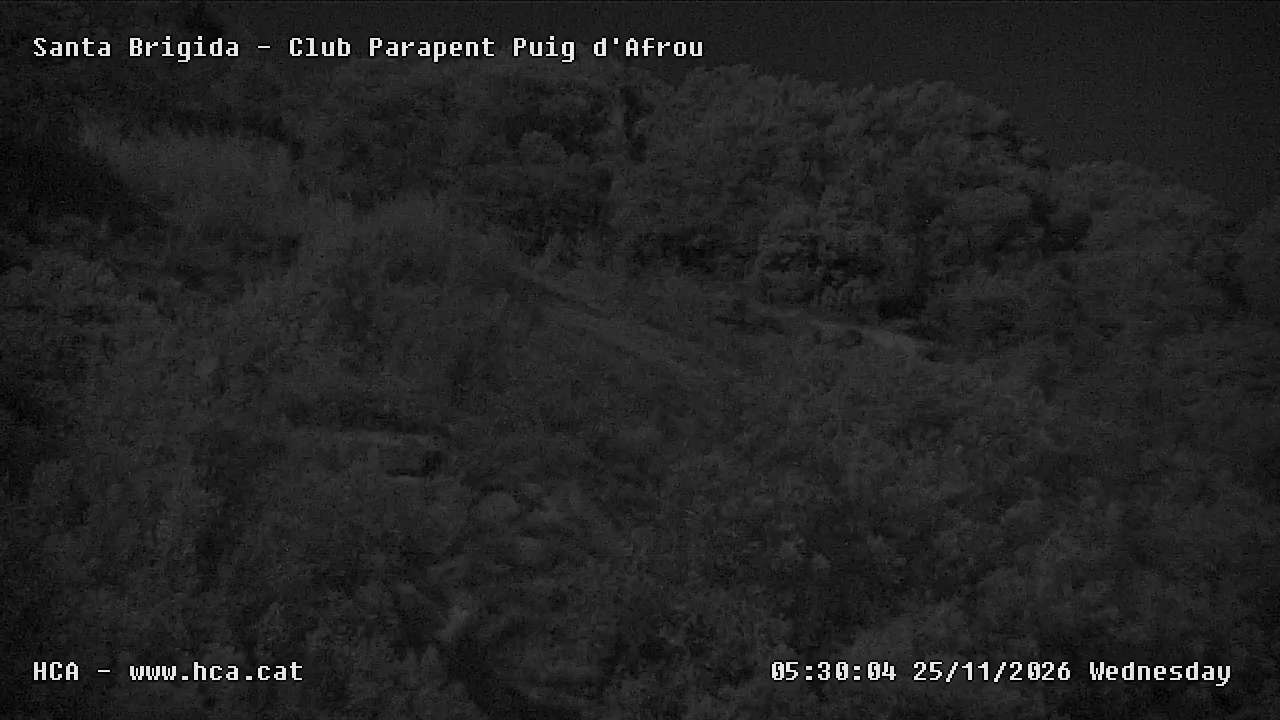 Santa Brigida - Club Parapent Puig d'Afrou
HCA - www.hca.cat
05:30:04 25/11/2026 Wednesday